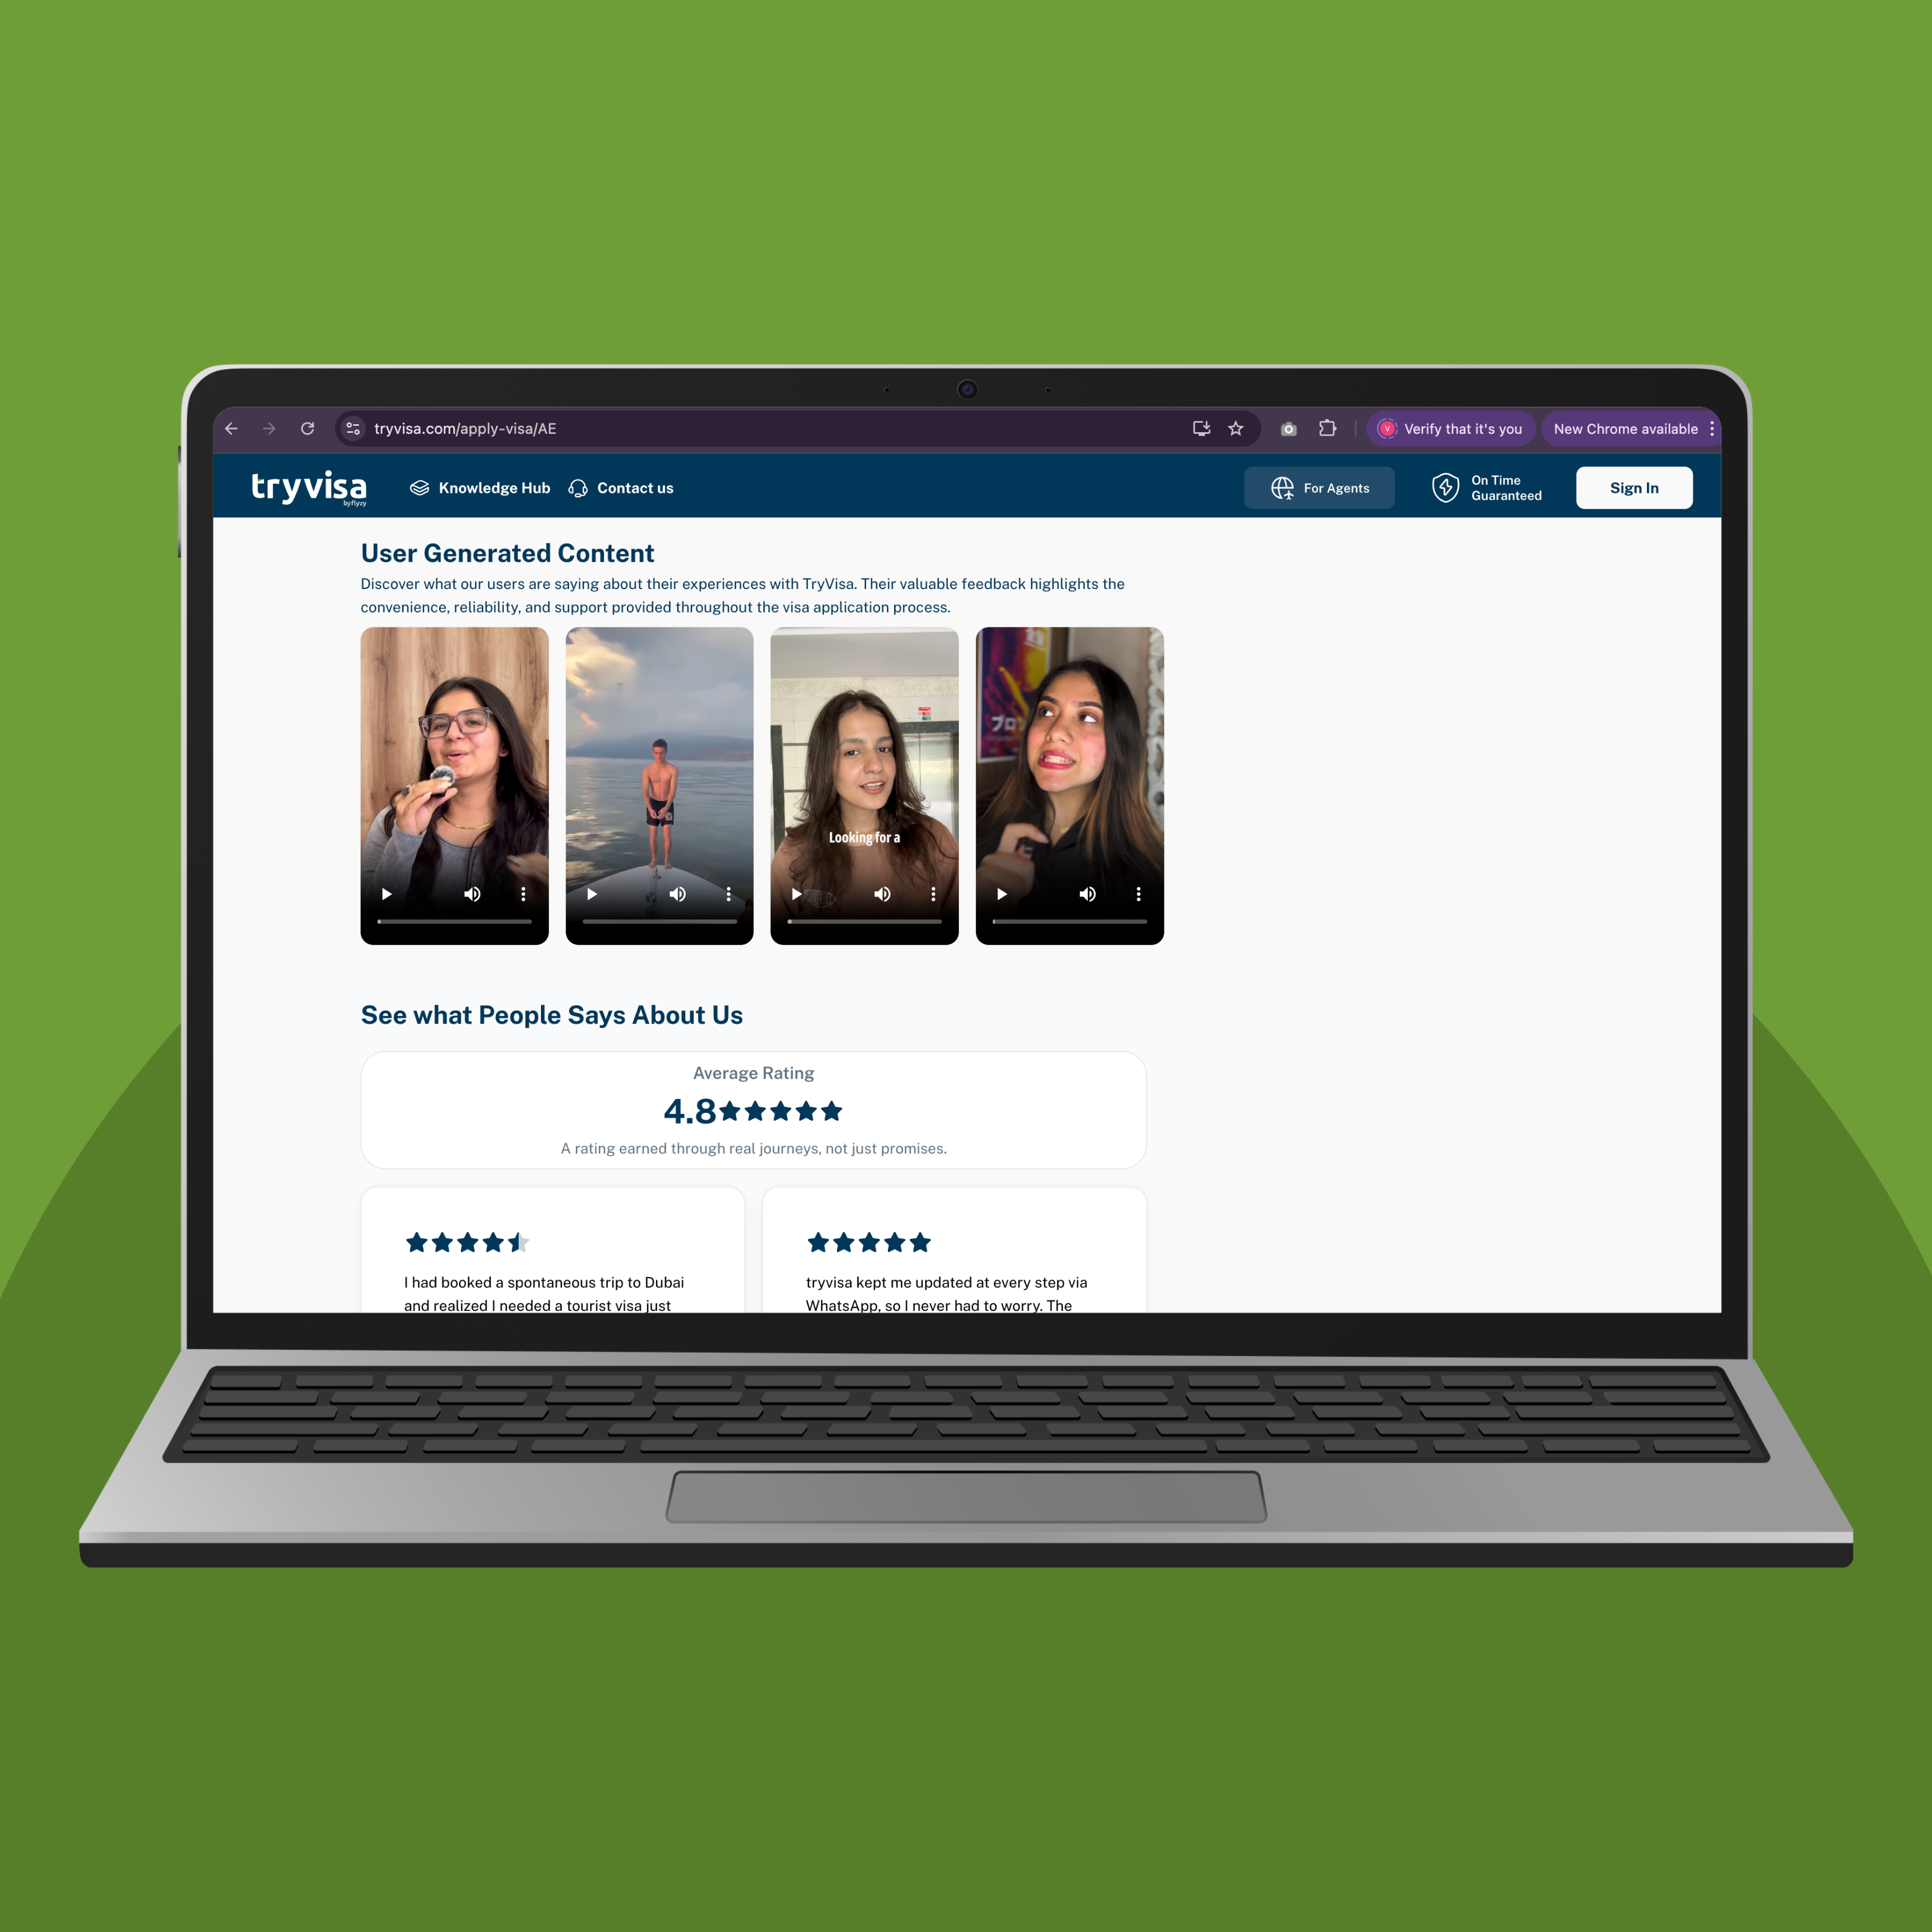 tryvisa.com/apply-visa/AE
Verify that it's you
New Chrome available
tryvisa
byflyzy
Knowledge Hub
Contact us
For Agents
On Time
Guaranteed
Sign In
User Generated Content
Discover what our users are saying about their experiences with TryVisa. Their valuable feedback highlights the
convenience, reliability, and support provided throughout the visa application process.
プロ
Looking for a
See what People Says About Us
Average Rating
4.8
A rating earned through real journeys, not just promises.
I had booked a spontaneous trip to Dubai
and realized I needed a tourist visa just
tryvisa kept me updated at every step via
WhatsApp, so I never had to worry. The